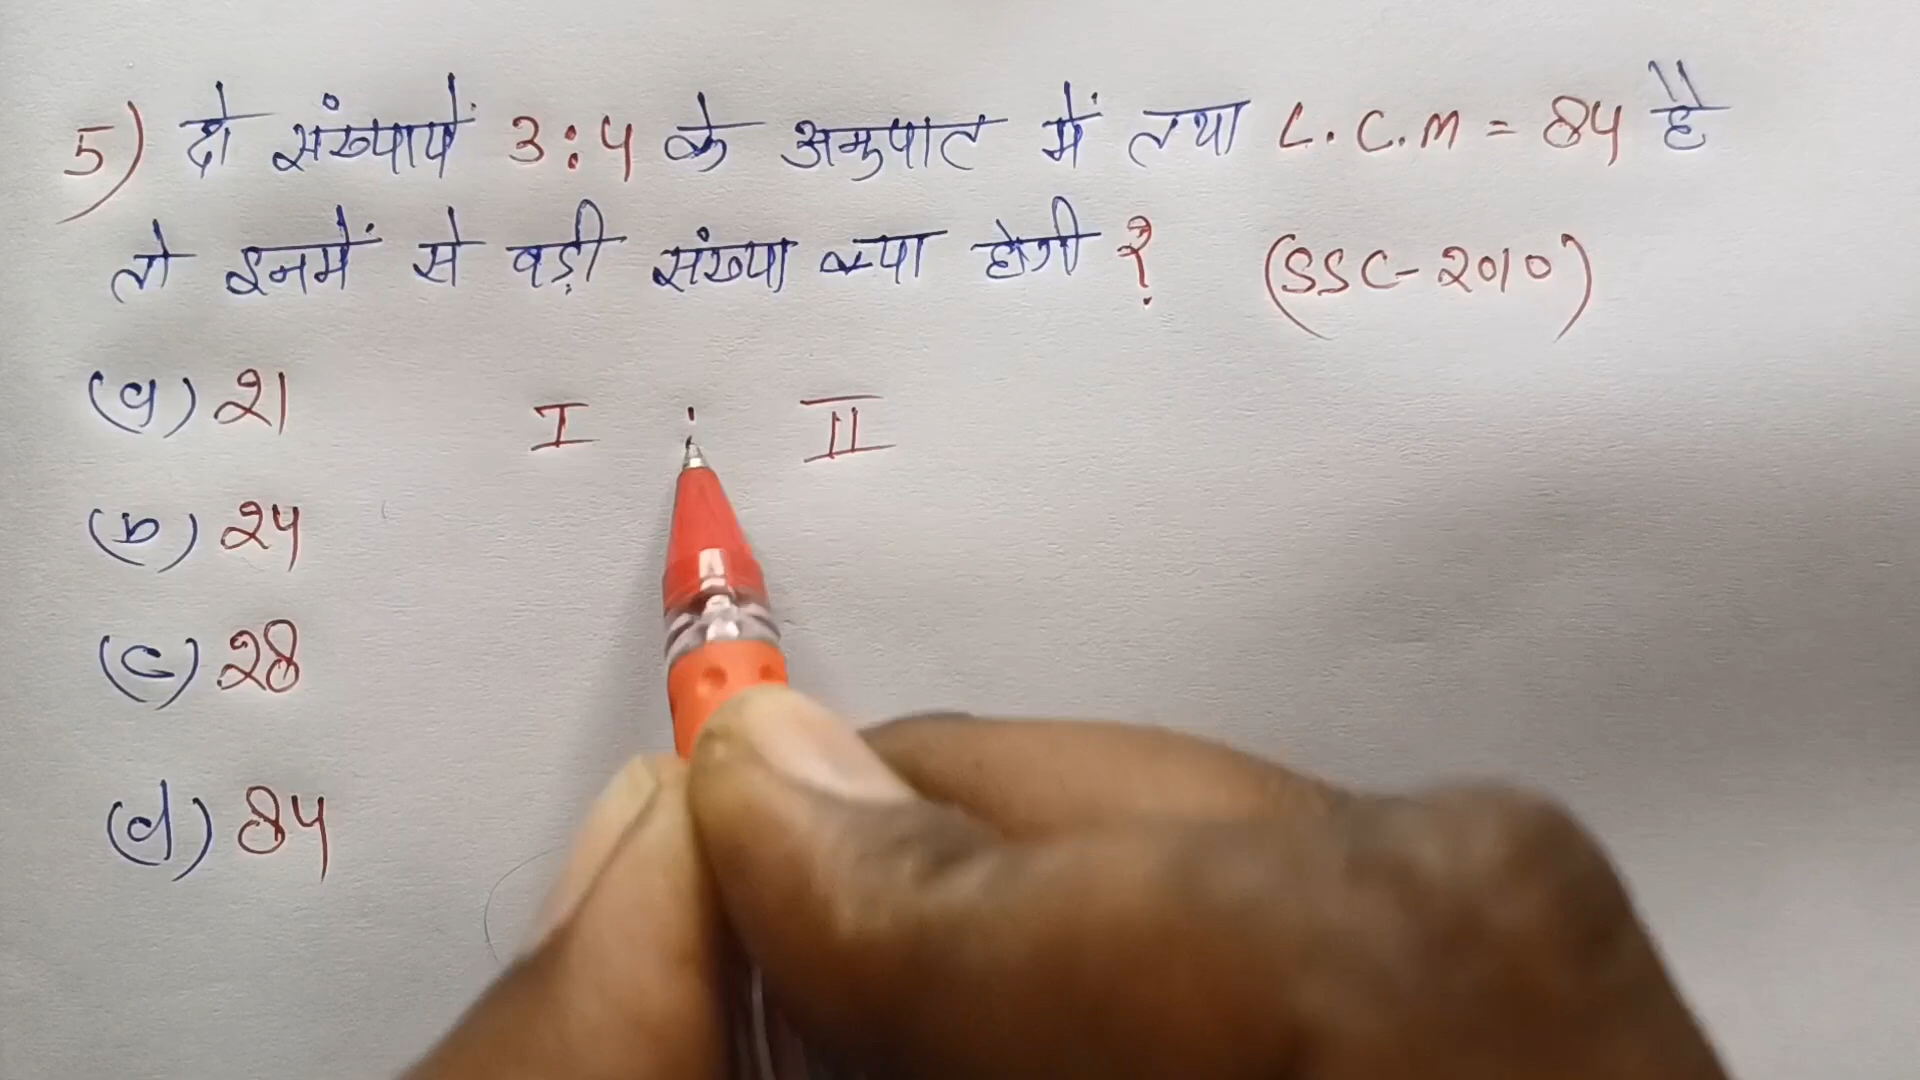 5) दो संख्यायें 3:4 के अनुपात में तथा L.C.M = 84 है
तो इनमें से बड़ी संख्या क्या होगी ? (SSC-2010)
(a) 21
I : II
(b) 24
(c) 28
(d) 84